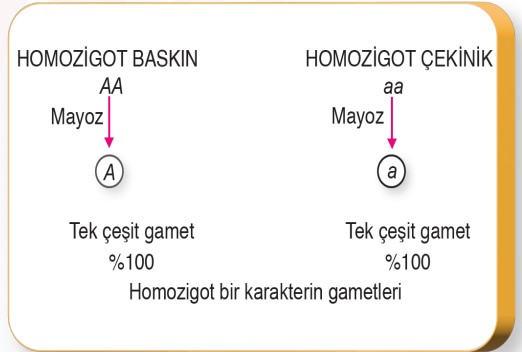 HOMOZİGOT BASKIN
AA
Mayoz
A
Tek çeşit gamet
%100
HOMOZİGOT ÇEKİNİK
aa
Mayoz
a
Tek çeşit gamet
%100
Homozigot bir karakterin gametleri